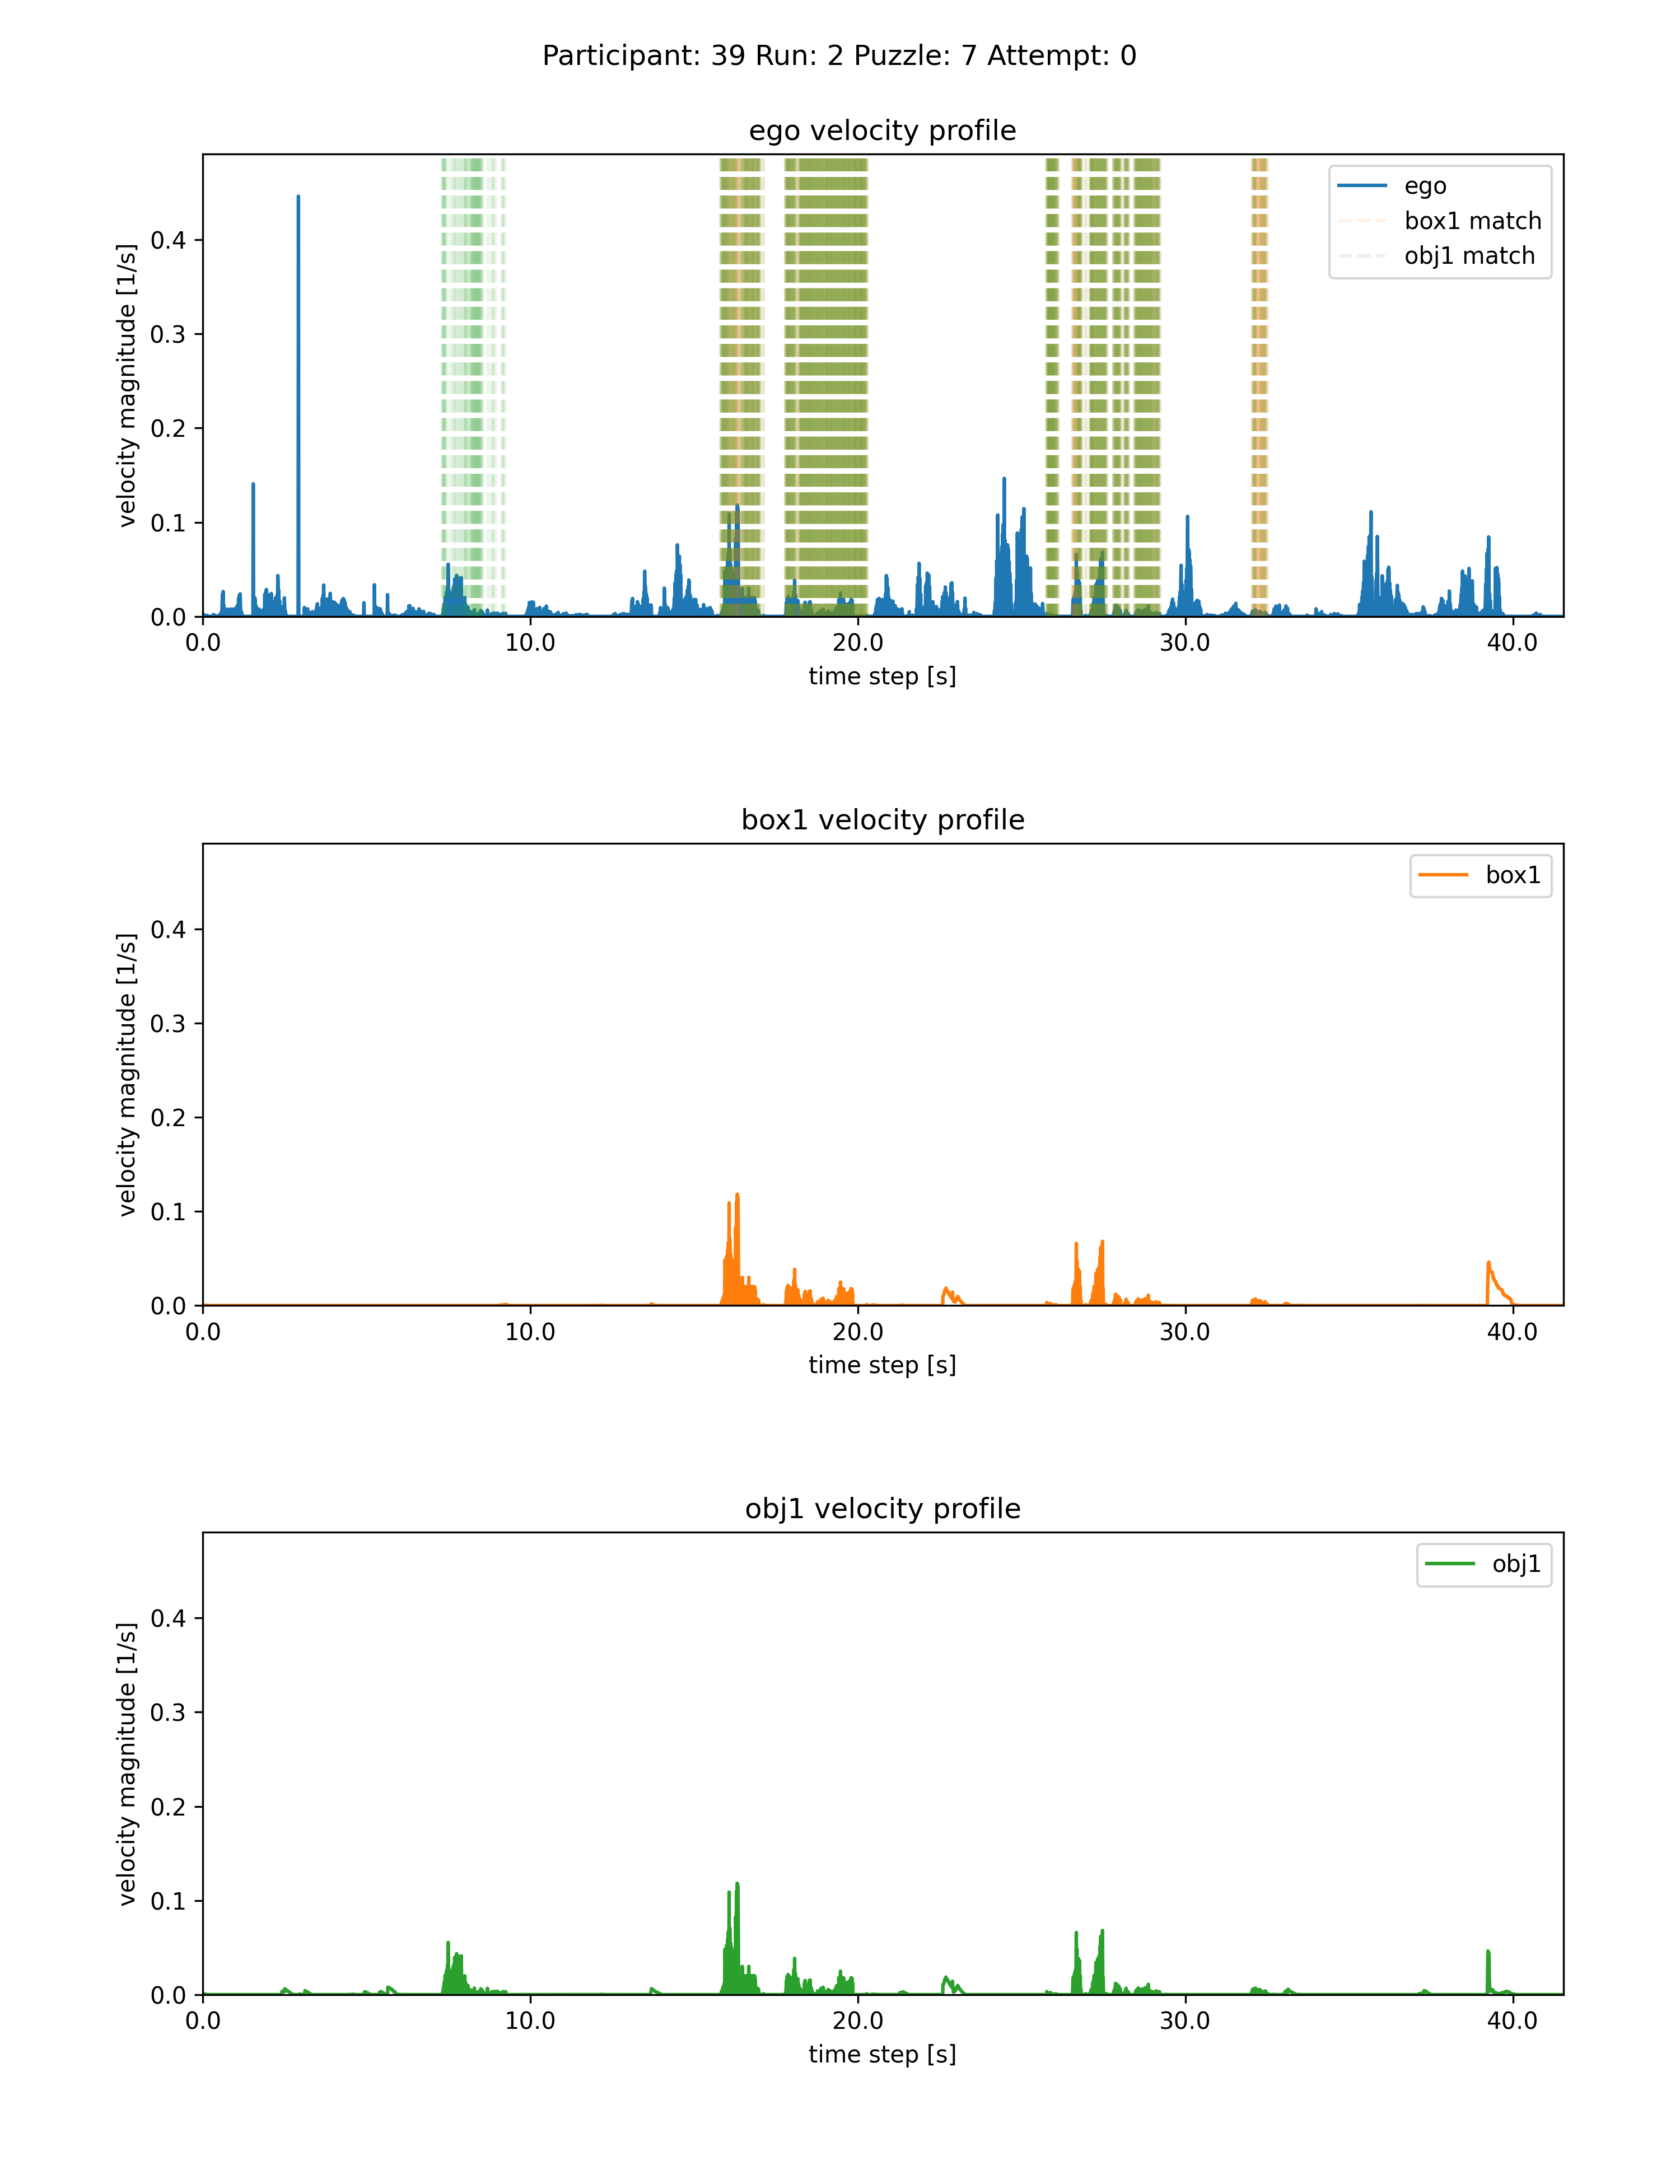 Participant: 39 Run: 2 Puzzle: 7 Attempt: 0
ego velocity profile
velocity magnitude [1/s]
0.4
0.3
0.2
0.1
0.0
ego
box1 match
obj1 match
0.0 10.0 20.0 30.0 40.0
time step [s]
box1 velocity profile
velocity magnitude [1/s]
0.4
0.3
0.2
0.1
0.0
box1
0.0 10.0 20.0 30.0 40.0
time step [s]
obj1 velocity profile
velocity magnitude [1/s]
0.4
0.3
0.2
0.1
0.0
obj1
0.0 10.0 20.0 30.0 40.0
time step [s]